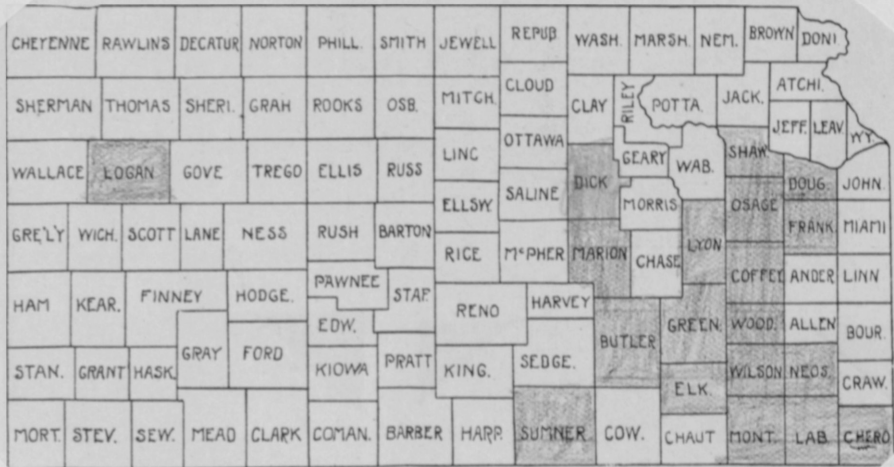 CHEYENNE RAWLINS DECATUR NORTON PHILL. SMITH JEWELL REPUB WASH. MARSH. NEM. BROWN DONI
SHERMAN THOMAS SHERI. GRAH ROOKS OSB. MITCH. CLOUD CLAY RILEY POTTA. JACK. ATCHI.
JEFF. LEAV. WY.
WALLACE LOGAN GOVE TREGO ELLIS RUSS LINC OTTAWA DICK GEARY WAB. SHAW. DOUG. JOHN.
ELLSW. SALINE MORRIS OSAGE
GRE'LY WICH. SCOTT LANE NESS RUSH BARTON RICE McPHER MARION CHASE LYON FRANK. MIAMI
HAM KEAR. FINNEY HODGE. PAWNEE STAF. RENO HARVEY COFFEY ANDER LINN
EDW. BUTLER GREEN. WOOD. ALLEN BOUR.
STAN. GRANT HASK. GRAY FORD KIOWA PRATT KING. SEDGE. ELK. WILSON NEOS. CRAW.
MORT. STEV. SEW. MEAD CLARK COMAN. BARBER HARP. SUMNER COW. CHAUT MONT. LAB. CHERO